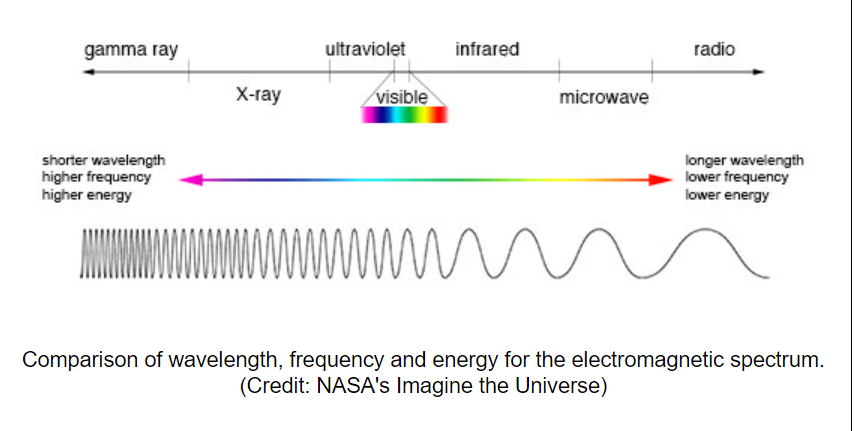 gamma ray
ultraviolet
infrared
radio
X-ray
visible
microwave
shorter wavelength
higher frequency
higher energy
longer wavelength
lower frequency
lower energy
Comparison of wavelength, frequency and energy for the electromagnetic spectrum.
(Credit: NASA's Imagine the Universe)